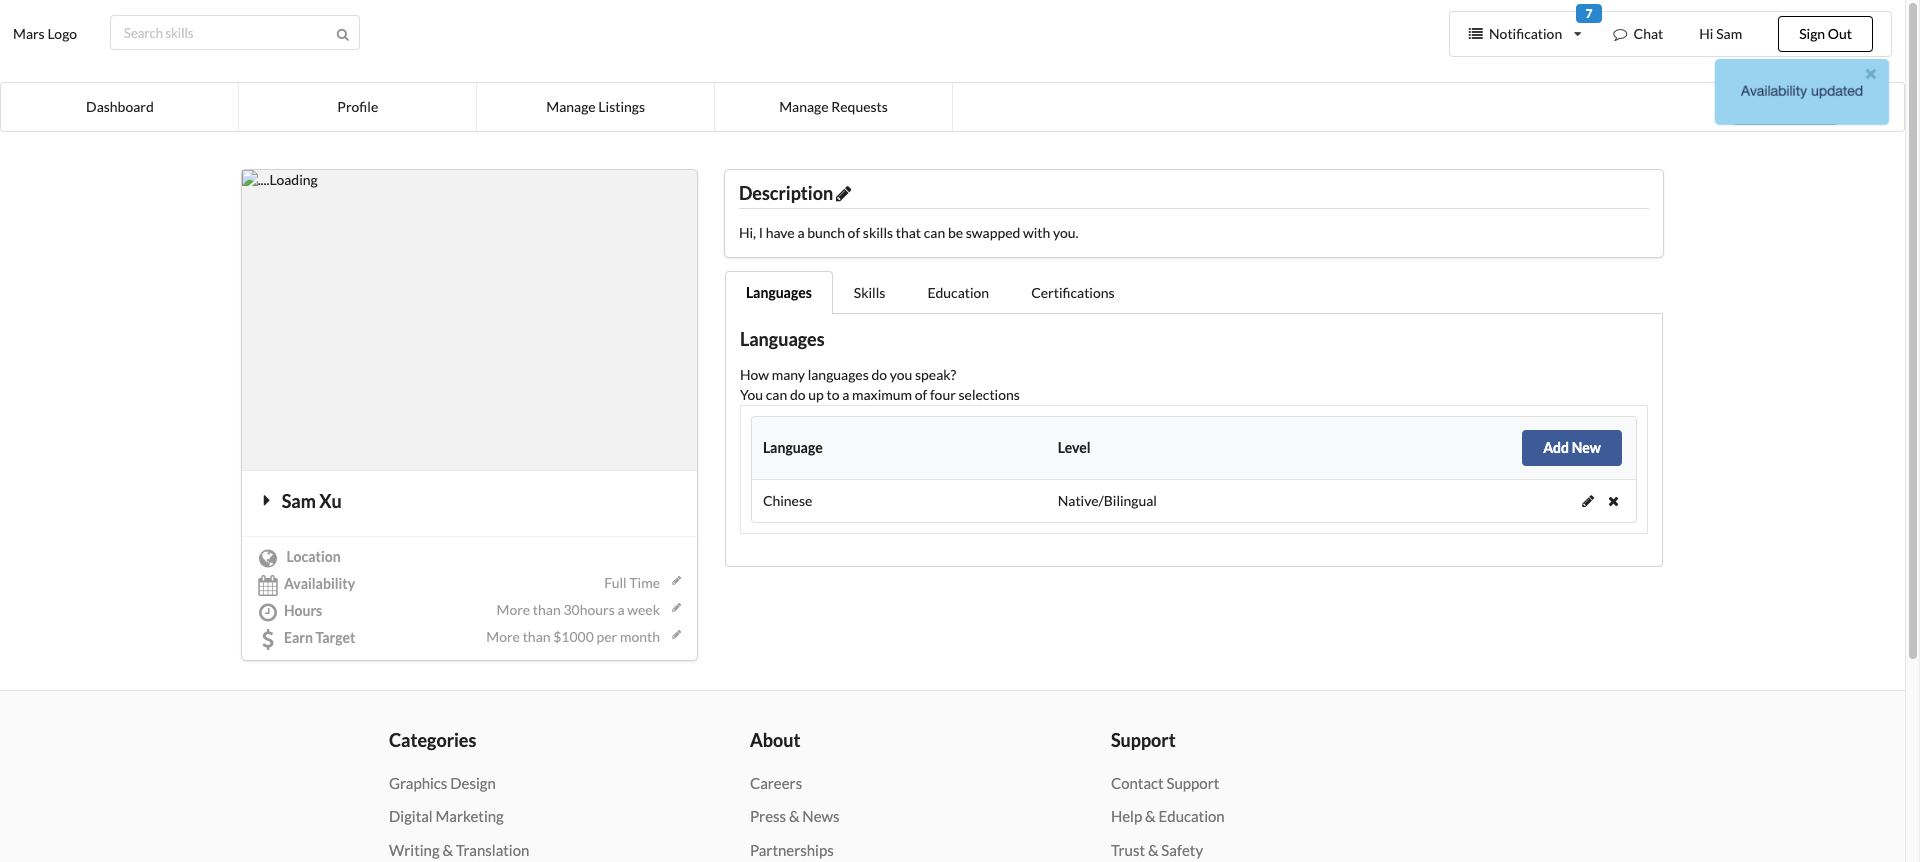 Mars Logo
Search skills
7
Notification
Chat
Hi Sam
Sign Out
Availability updated
Dashboard
Profile
Manage Listings
Manage Requests
....Loading
Description
Hi, I have a bunch of skills that can be swapped with you.
Languages
Skills
Education
Certifications
Languages
How many languages do you speak?
You can do up to a maximum of four selections
Language
Level
Add New
Chinese
Native/Bilingual
Sam Xu
Location
Availability
Full Time
Hours
More than 30hours a week
Earn Target
More than $1000 per month
Categories
Graphics Design
Digital Marketing
Writing & Translation
About
Careers
Press & News
Partnerships
Support
Contact Support
Help & Education
Trust & Safety